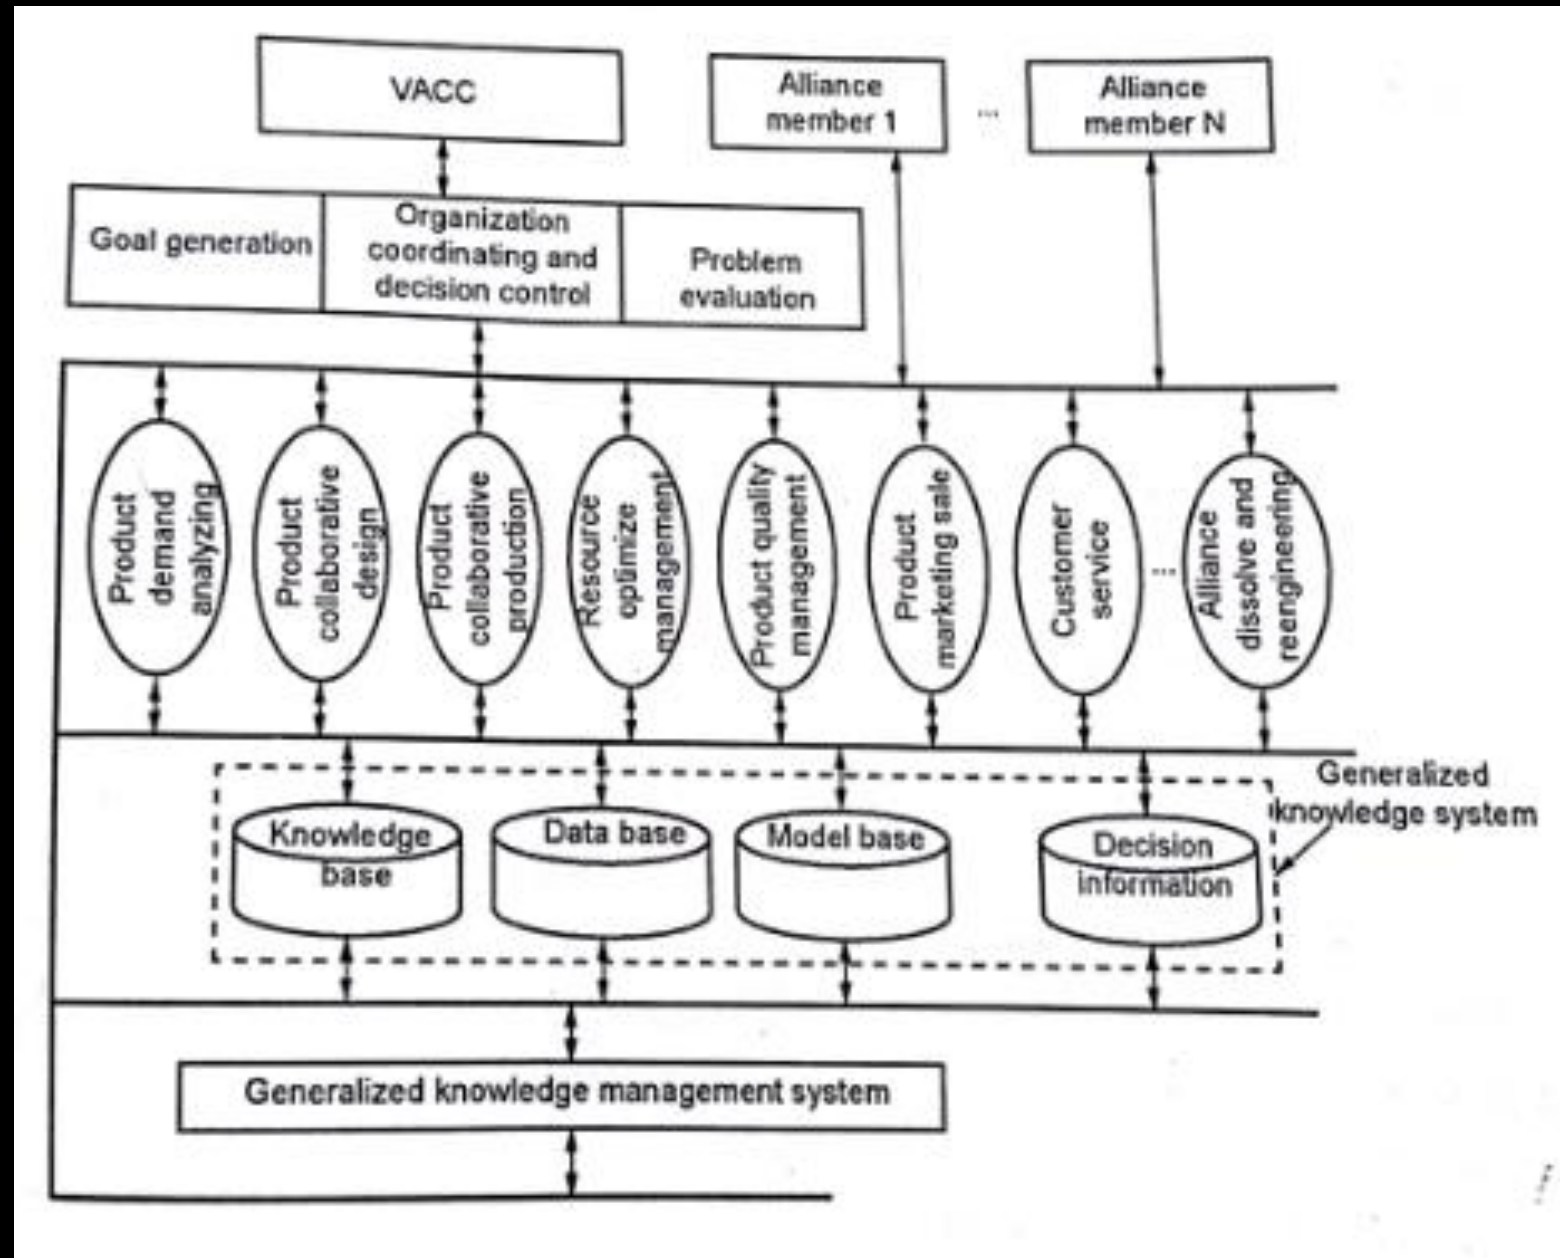 VACC
Alliance
member 1
...
Alliance
member N
Goal generation
Organization
coordinating and
decision control
Problem
evaluation
Product
demand
analyzing
Product
collaborative
design
Product
collaborative
production
Resource
optimize
management
Product quality
management
Product
marketing sale
Customer
service
...
Alliance
dissolve and
reengineering
Generalized
knowledge system
Knowledge
base
Data base
Model base
Decision
information
Generalized knowledge management system